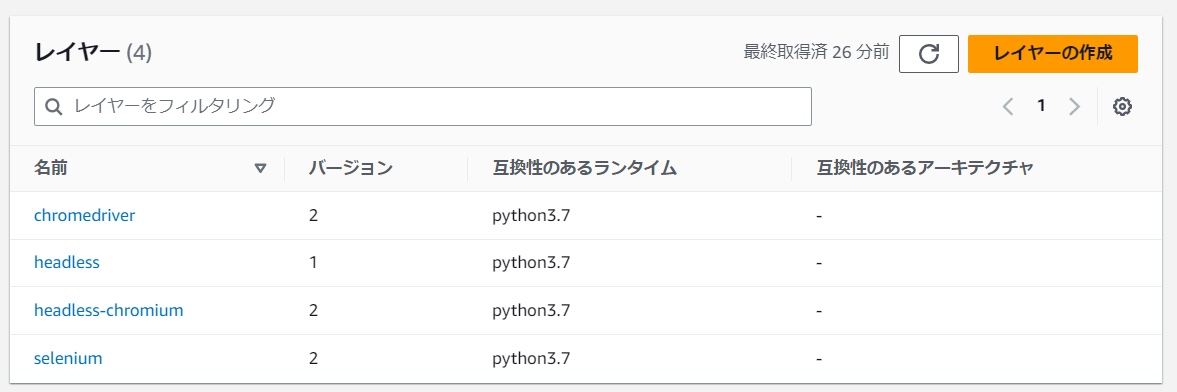 レイヤー (4)
最終取得済 26 分前
レイヤーの作成
レイヤーをフィルタリング
1
名前 バージョン 互換性のあるランタイム 互換性のあるアーキテクチャ
chromedriver 2 python3.7 -
headless 1 python3.7 -
headless-chromium 2 python3.7 -
selenium 2 python3.7 -